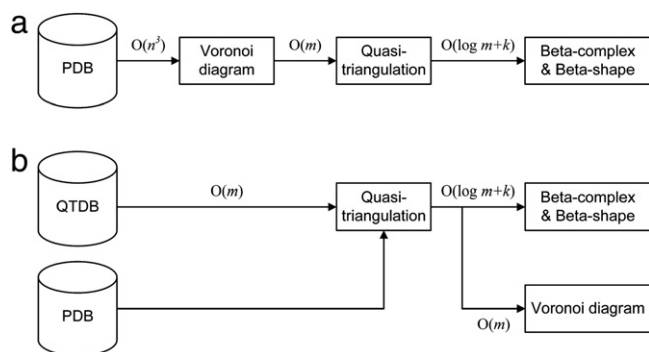 a
PDB
O(n³)
Voronoi
diagram
O(m)
Quasi-
triangulation
O(log m+k)
Beta-complex
& Beta-shape
b
QTDB
O(m)
Quasi-
triangulation
O(log m+k)
Beta-complex
& Beta-shape
PDB
O(m)
Voronoi diagram